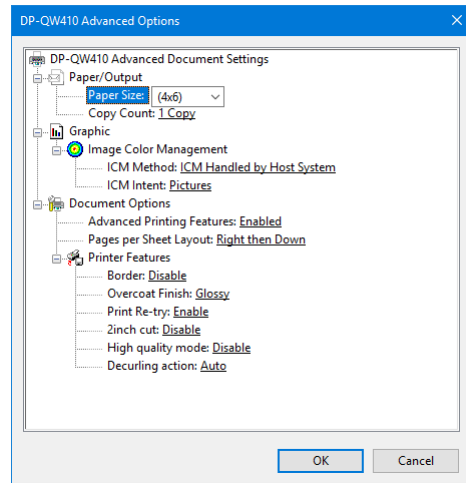 DP-QW410 Advanced Options
DP-QW410 Advanced Document Settings
Paper/Output
Paper Size: (4x6)
Copy Count: 1 Copy
Graphic
Image Color Management
ICM Method: ICM Handled by Host System
ICM Intent: Pictures
Document Options
Advanced Printing Features: Enabled
Pages per Sheet Layout: Right then Down
Printer Features
Border: Disable
Overcoat Finish: Glossy
Print Re-try: Enable
2inch cut: Disable
High quality mode: Disable
Decurling action: Auto
OK Cancel